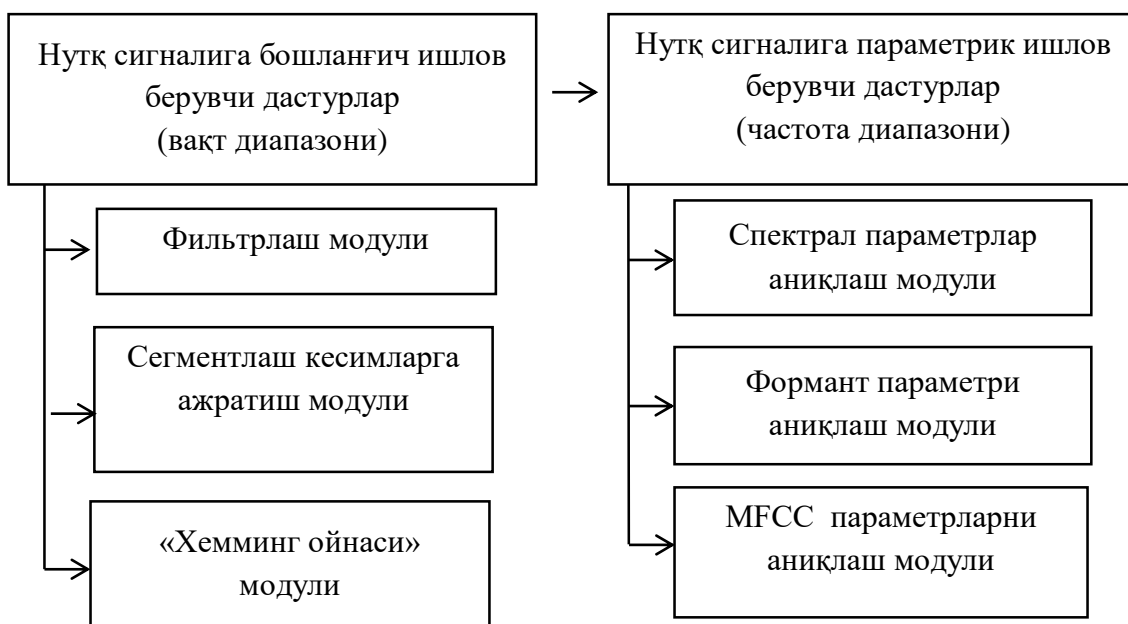 Нутқ сигналига бошланғич ишлов
берувчи дастурлар
(вақт диапазони)
Нутқ сигналига параметрик ишлов
берувчи дастурлар
(частота диапазони)
Фильтрлаш модули
Сегментлаш кесимларга
ажратиш модули
«Хемминг ойнаси»
модули
Спектрал параметрлар
аниқлаш модули
Формант параметри
аниқлаш модули
MFCC параметрларни
аниқлаш модули